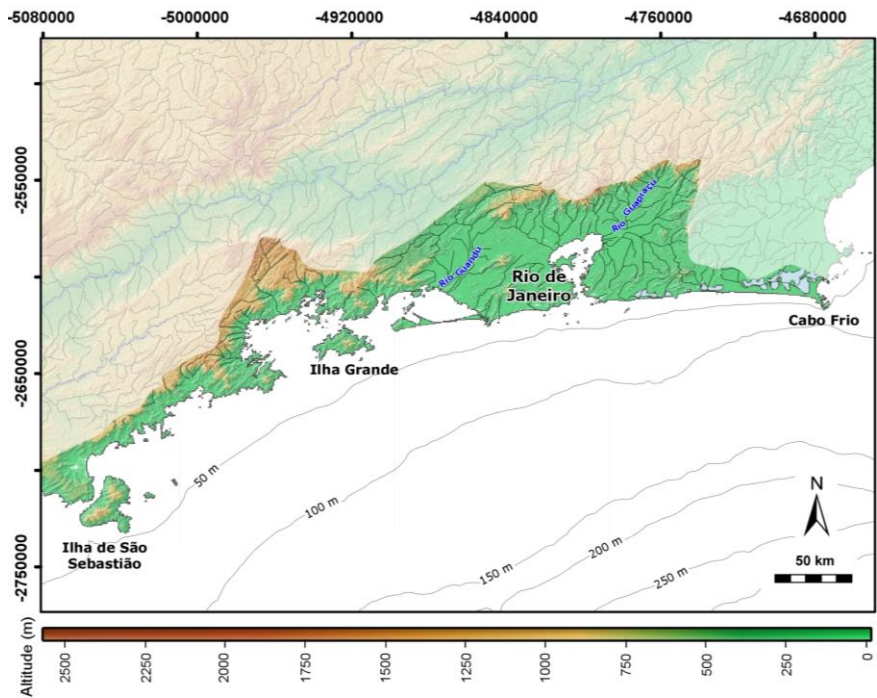 -5080000
-5000000
-4920000
-4840000
-4760000
-4680000
-2550000
-2650000
-2750000
Rio Guapiaçu
Rio Guandu
Rio de
Janeiro
Cabo Frio
Ilha Grande
50 m
100 m
150 m
200 m
250 m
Ilha de São
Sebastião
N
50 km
Altitude (m)
2500
2250
2000
1750
1500
1250
1000
750
500
250
0